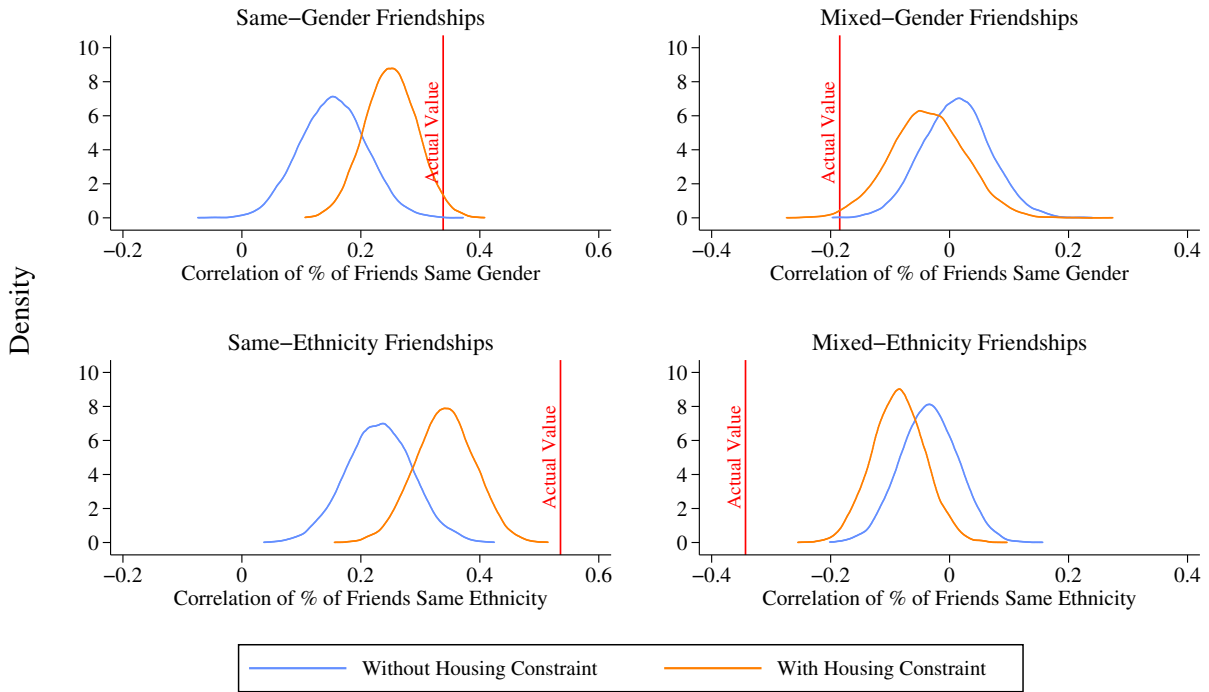 Same−Gender Friendships
Mixed−Gender Friendships
10
8
6
4
2
0
Actual Value
−0.2 0 0.2 0.4 0.6
Correlation of % of Friends Same Gender
10
8
6
4
2
0
Actual Value
−0.4 −0.2 0 0.2 0.4
Correlation of % of Friends Same Gender
Density
Same−Ethnicity Friendships
Mixed−Ethnicity Friendships
10
8
6
4
2
0
Actual Value
−0.2 0 0.2 0.4 0.6
Correlation of % of Friends Same Ethnicity
10
8
6
4
2
0
Actual Value
−0.4 −0.2 0 0.2 0.4
Correlation of % of Friends Same Ethnicity
Without Housing Constraint
With Housing Constraint